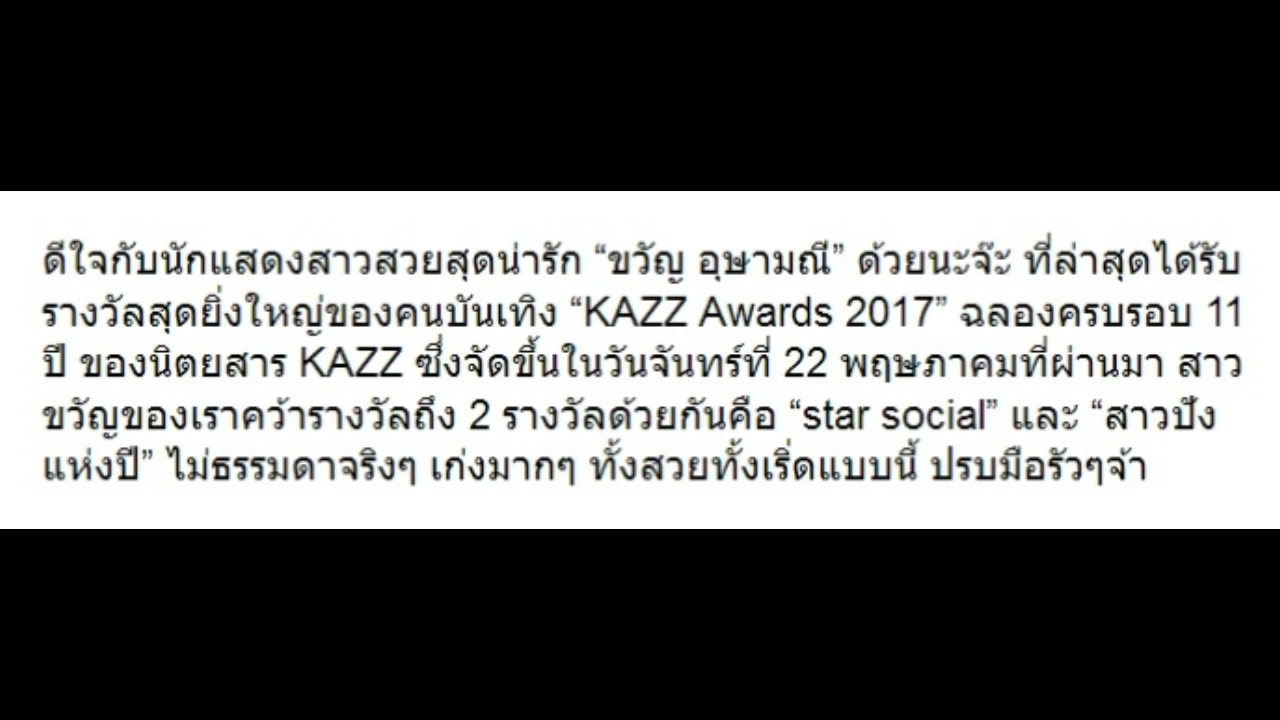 ดีใจกับนักแสดงสาวสวยสุดน่ารัก “ขวัญ อุษามณี” ด้วยนะจ๊ะ ที่ล่าสุดได้รับ
รางวัลสุดยิ่งใหญ่ของคนบันเทิง “KAZZ Awards 2017” ฉลองครบรอบ 11
ปี ของนิตยสาร KAZZ ซึ่งจัดขึ้นในวันจันทร์ที่ 22 พฤษภาคมที่ผ่านมา สาว
ขวัญของเราคว้ารางวัลถึง 2 รางวัลด้วยกันคือ “star social” และ “สาวปัง
แห่งปี” ไม่ธรรมดาจริงๆ เก่งมากๆ ทั้งสวยทั้งเริ่ดแบบนี้ ปรบมือรัวๆจ้า